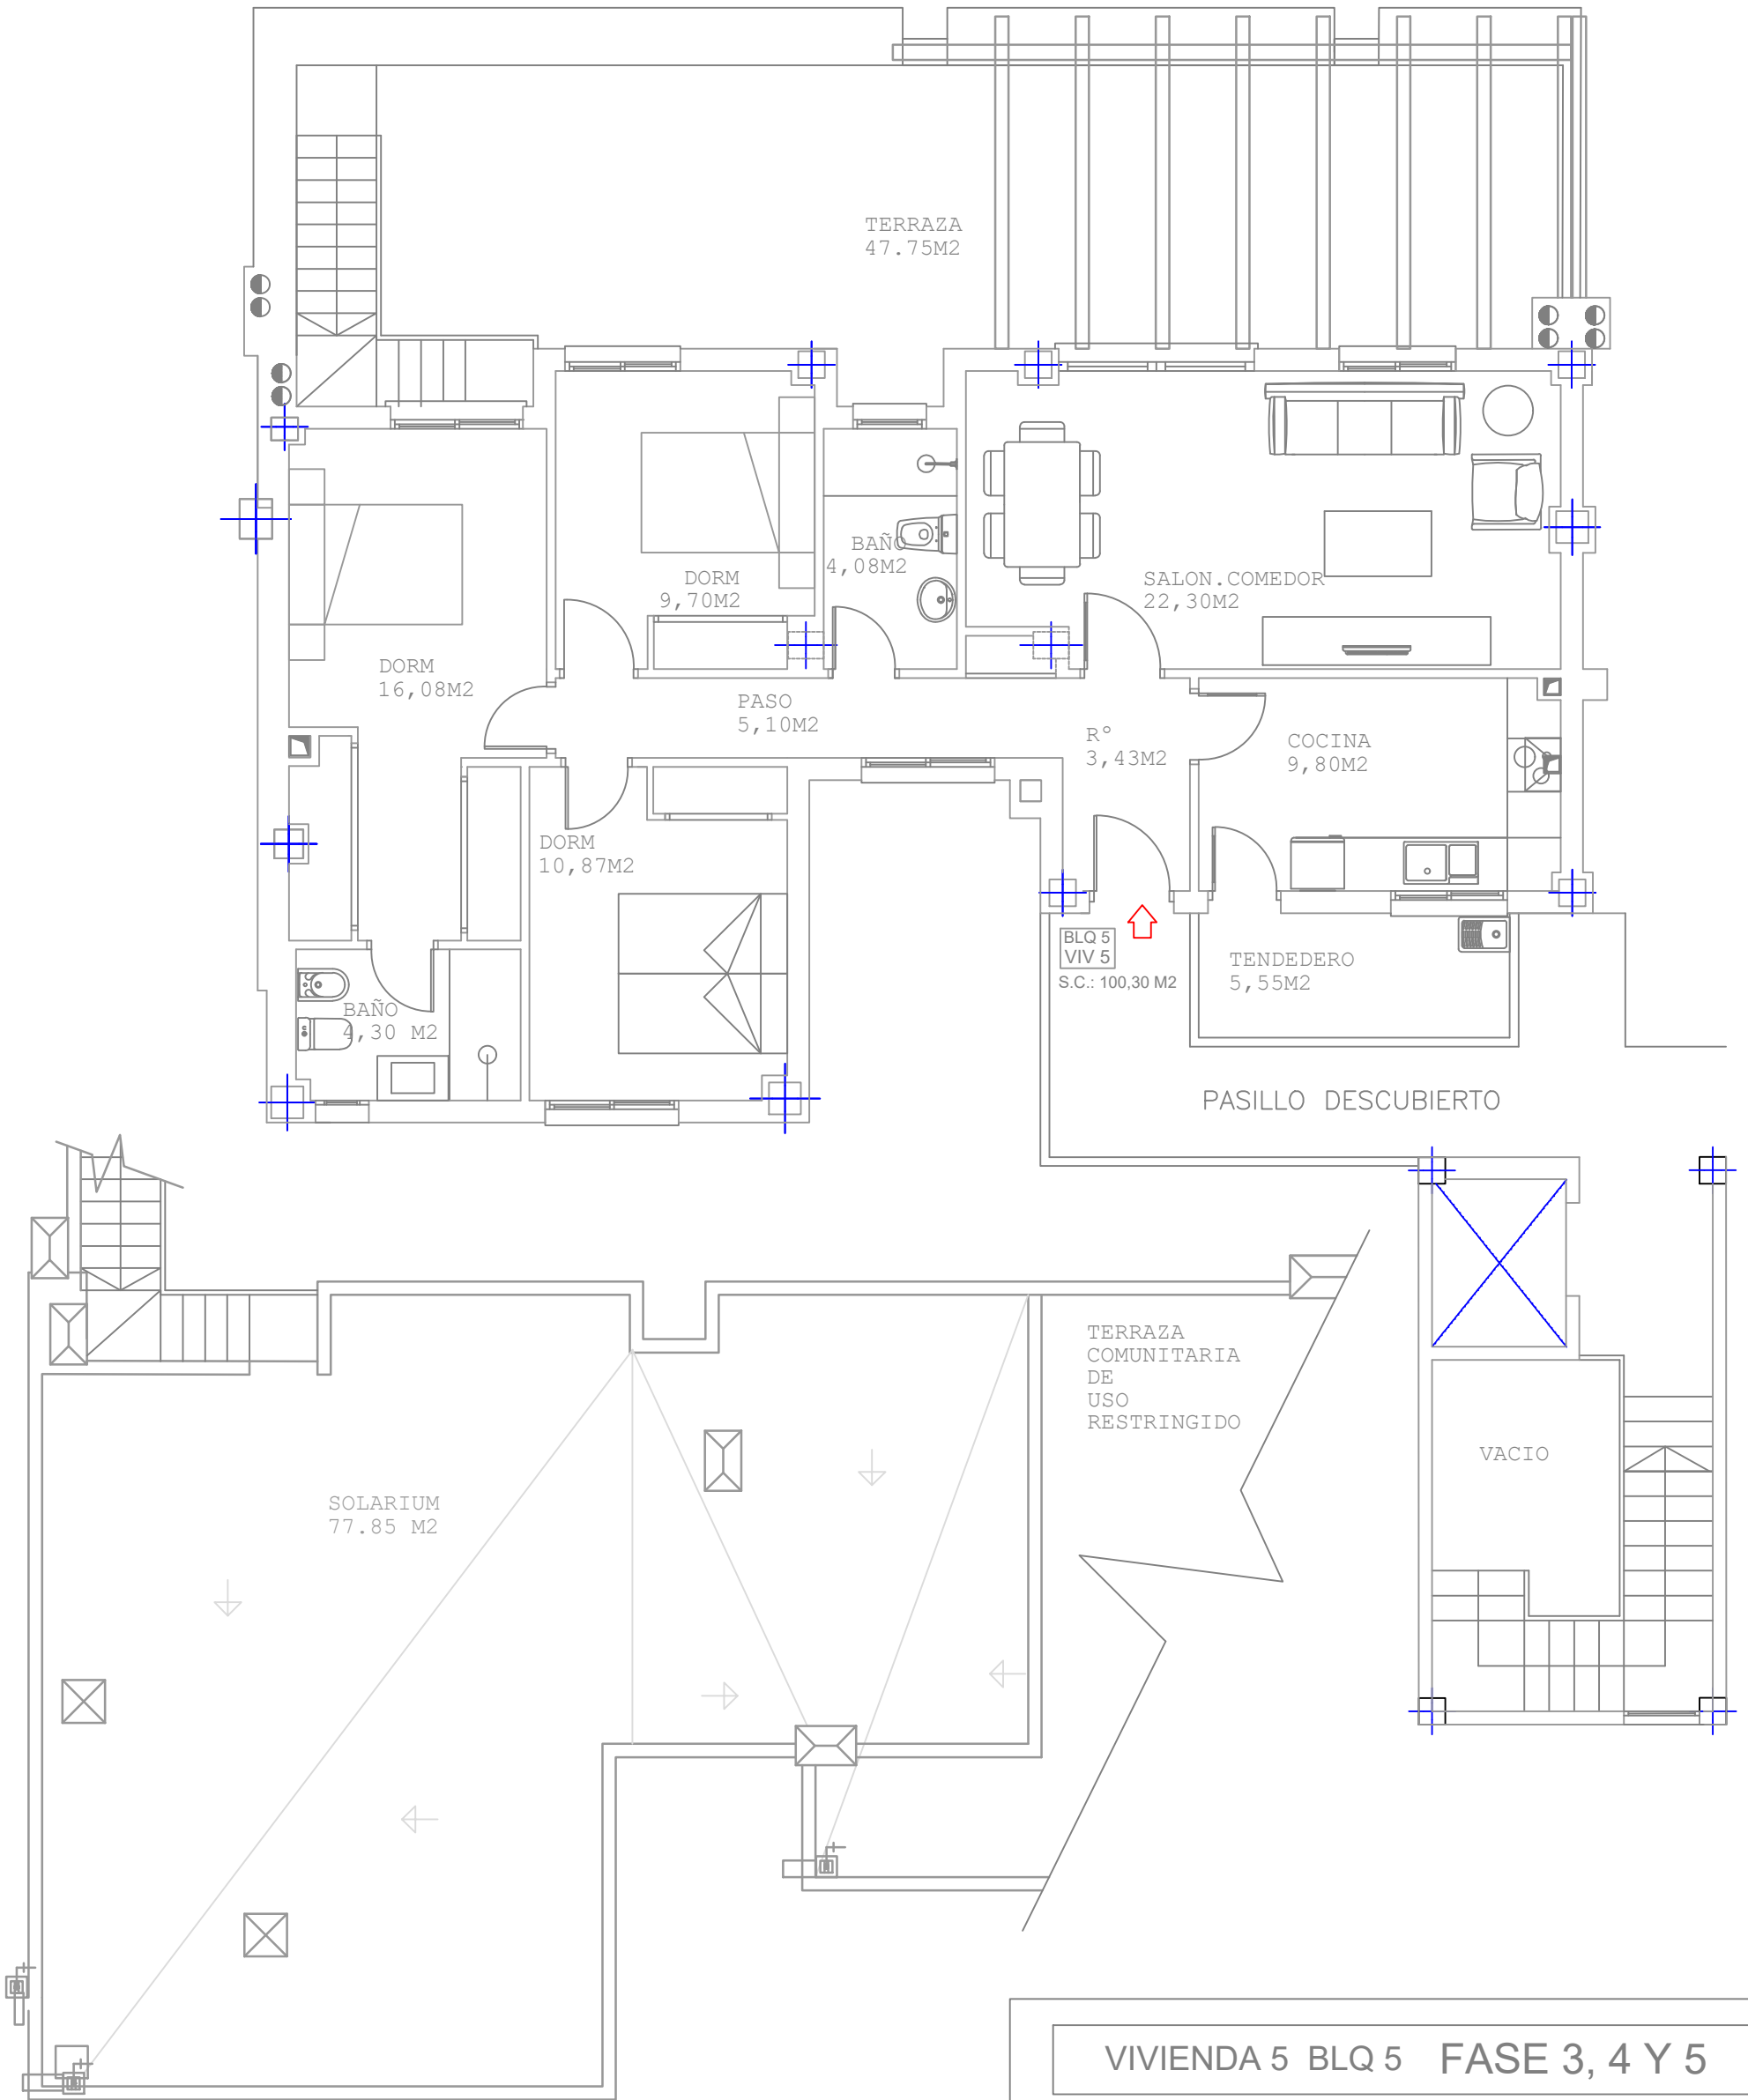 TERRAZA
47.75M2
BAÑO
4,08M2
DORM
9,70M2
SALON.COMEDOR
22,30M2
DORM
16,08M2
PASO
5,10M2
Rº
3,43M2
COCINA
9,80M2
DORM
10,87M2
BLQ 5
VIV 5
S.C.: 100,30 M2
TENDEDERO
5,55M2
BAÑO
4,30 M2
PASILLO DESCUBIERTO
TERRAZA
COMUNITARIA
DE
USO
RESTRINGIDO
VACIO
SOLARIUM
77.85 M2
VIVIENDA 5 BLQ 5 FASE 3, 4 Y 5